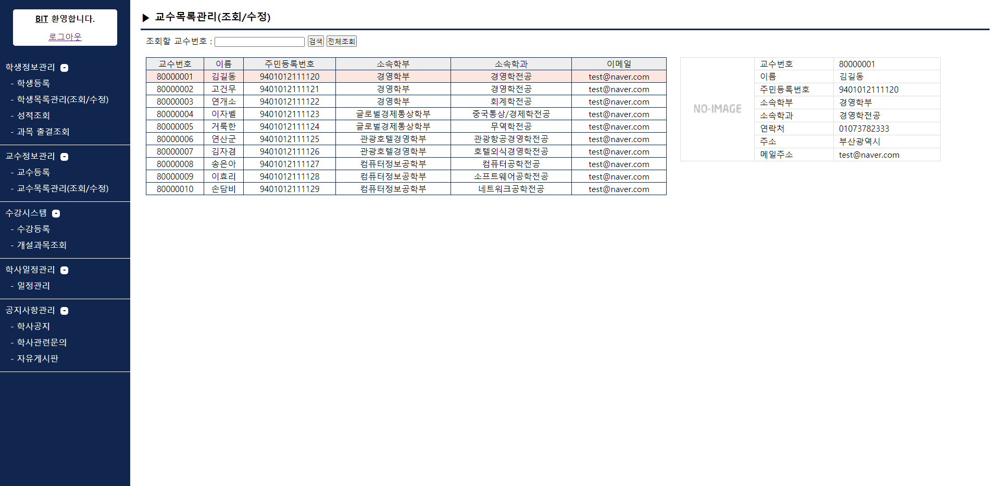 BIT 환영합니다.
로그아웃
학생정보관리 -
- 학생등록
- 학생목록관리(조회/수정)
- 성적조회
- 과목 출결조회
교수정보관리 -
- 교수등록
- 교수목록관리(조회/수정)
수강시스템 -
- 수강등록
- 개설과목조회
학사일정관리 -
- 일정관리
공지사항관리 -
- 학사공지
- 학사관련문의
- 자유게시판
▶ 교수목록관리(조회/수정)
조회할 교수번호 : 검색 전체조회
교수번호 이름 주민등록번호 소속학부 소속학과 이메일
80000001 김길동 9401012111120 경영학부 경영학전공 test@naver.com
80000002 고건무 9401012111121 경영학부 경영학전공 test@naver.com
80000003 연개소 9401012111122 경영학부 회계학전공 test@naver.com
80000004 이자벨 9401012111123 글로벌경제통상학부 중국통상/경제학전공 test@naver.com
80000005 거룩한 9401012111124 글로벌경제통상학부 무역학전공 test@naver.com
80000006 연산군 9401012111125 관광호텔경영학부 관광항공경영학전공 test@naver.com
80000007 김자겸 9401012111126 관광호텔경영학부 호텔외식경영학전공 test@naver.com
80000008 송은아 9401012111127 컴퓨터정보공학부 컴퓨터공학전공 test@naver.com
80000009 이효리 9401012111128 컴퓨터정보공학부 소프트웨어공학전공 test@naver.com
80000010 손담비 9401012111129 컴퓨터정보공학부 네트워크공학전공 test@naver.com
NO-IMAGE
교수번호 80000001
이름 김길동
주민등록번호 9401012111120
소속학부 경영학부
소속학과 경영학전공
연락처 01073782333
주소 부산광역시
메일주소 test@naver.com